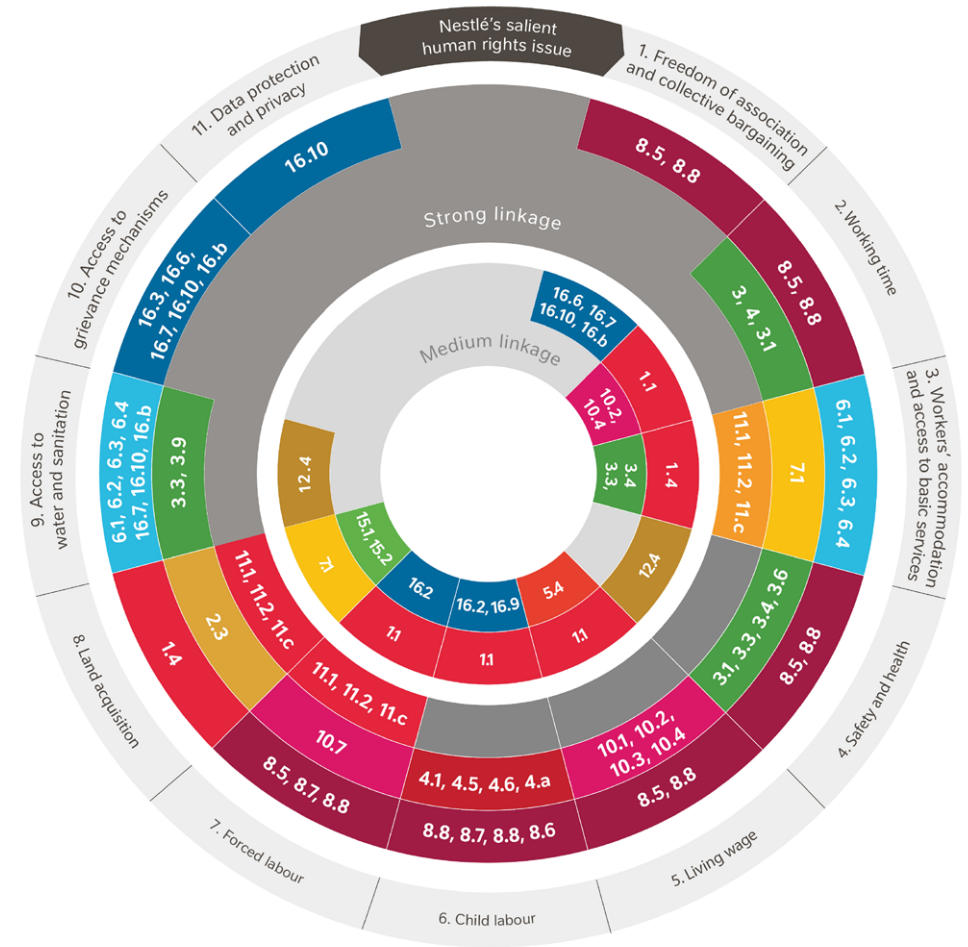 Nestlé's salient
human rights issue
1. Freedom of association
and collective bargaining
2. Working time
3. Workers' accommodation
and access to basic services
4. Safety and health
5. Living wage
6. Child labour
7. Forced labour
8. Land acquisition
9. Access to
water and sanitation
10. Access to
grievance mechanisms
11. Data protection
and privacy
Strong linkage
8.5, 8.8
8.5, 8.8
3, 4, 3.1
6.1, 6.2, 6.3, 6.4
7.1
11.1, 11.2, 11.c
8.5, 8.8
3.1, 3.3, 3.4, 3.6
8.5, 8.8
10.1, 10.2,
10.3, 10.4
8.8, 8.7, 8.8, 8.6
4.1, 4.5, 4.6, 4.a
8.5, 8.7, 8.8
10.7
11.1, 11.2, 11.c
1.4
2.3
11.1, 11.2, 11.c
6.1, 6.2, 6.3, 6.4
16.7, 16.10, 16.b
3.3, 3.9
16.3, 16.6,
16.7, 16.10, 16.b
16.10
Medium linkage
16.6, 16.7
16.10, 16.b
1.1
10.2,
10.4
1.4
3.4
3.3,
12.4
1.1
5.4
1.1
16.2, 16.9
1.1
16.2
7.1
15.1, 15.2
12.4